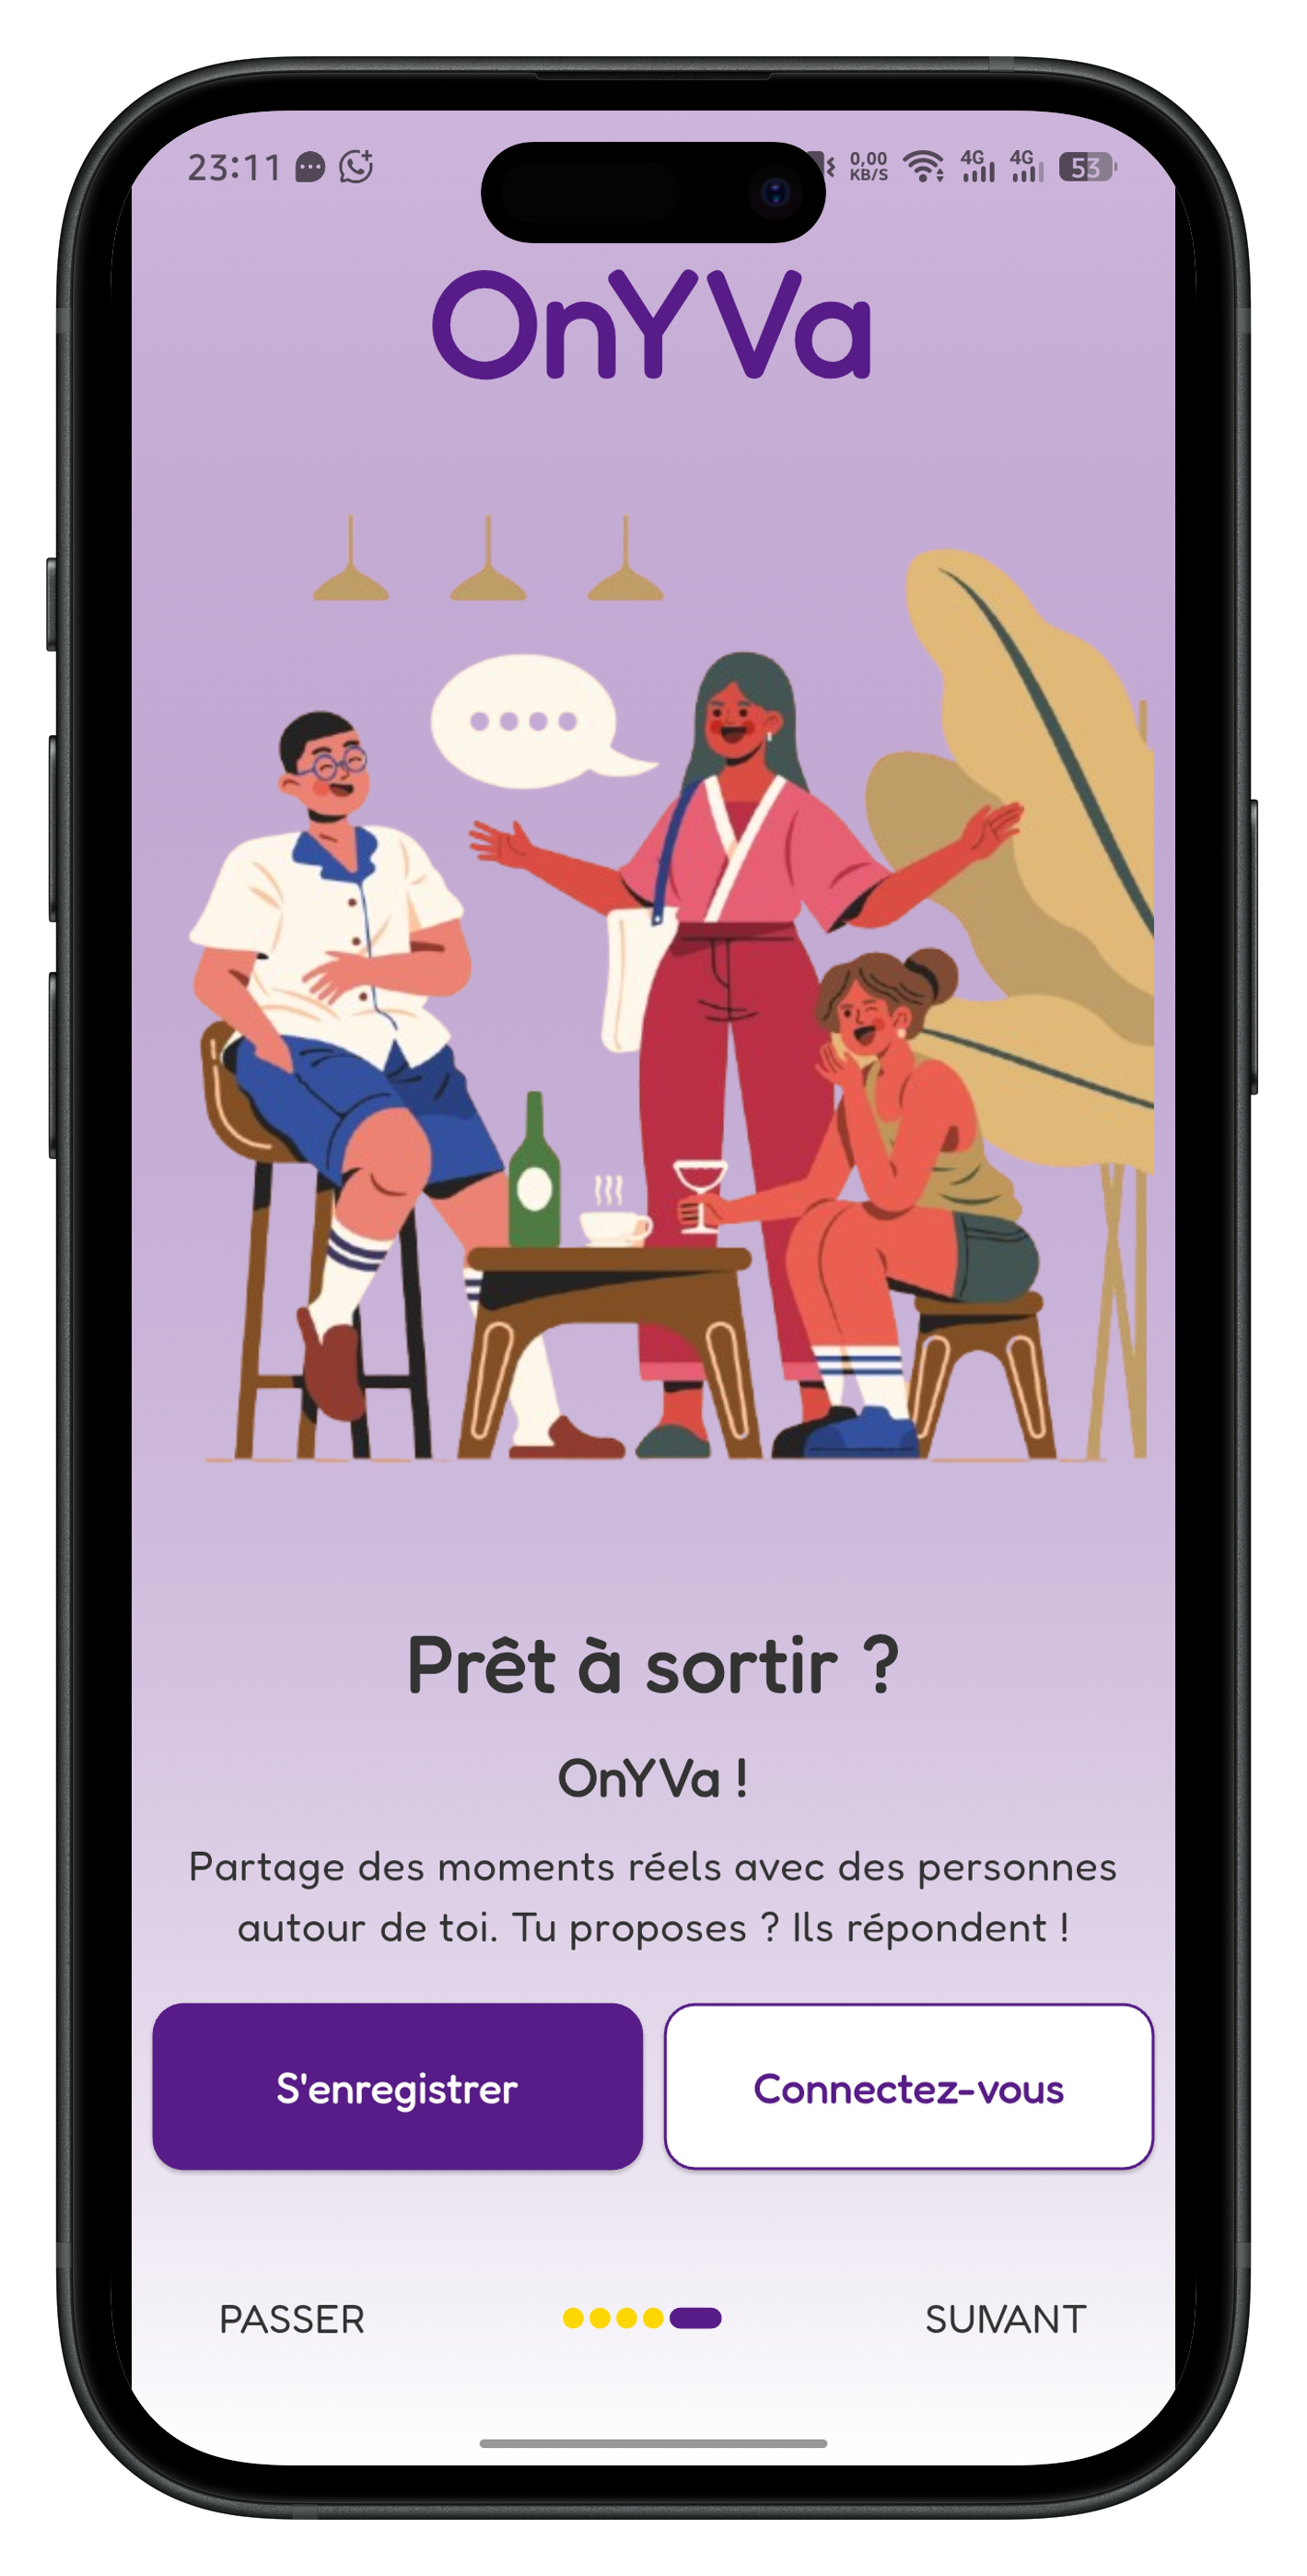 23:11 0,00 KB/S 4G 4G 53
OnYVa
Prêt à sortir ?
OnYVa !
Partage des moments réels avec des personnes
autour de toi. Tu proposes ? Ils répondent !
S'enregistrer Connectez-vous
PASSER SUIVANT